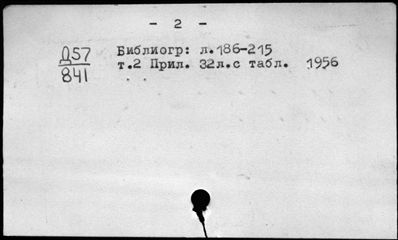 - 2 -
Д57
841
Библиогр: л.186-215
т.2 Прил. 32л.с табл. 1956